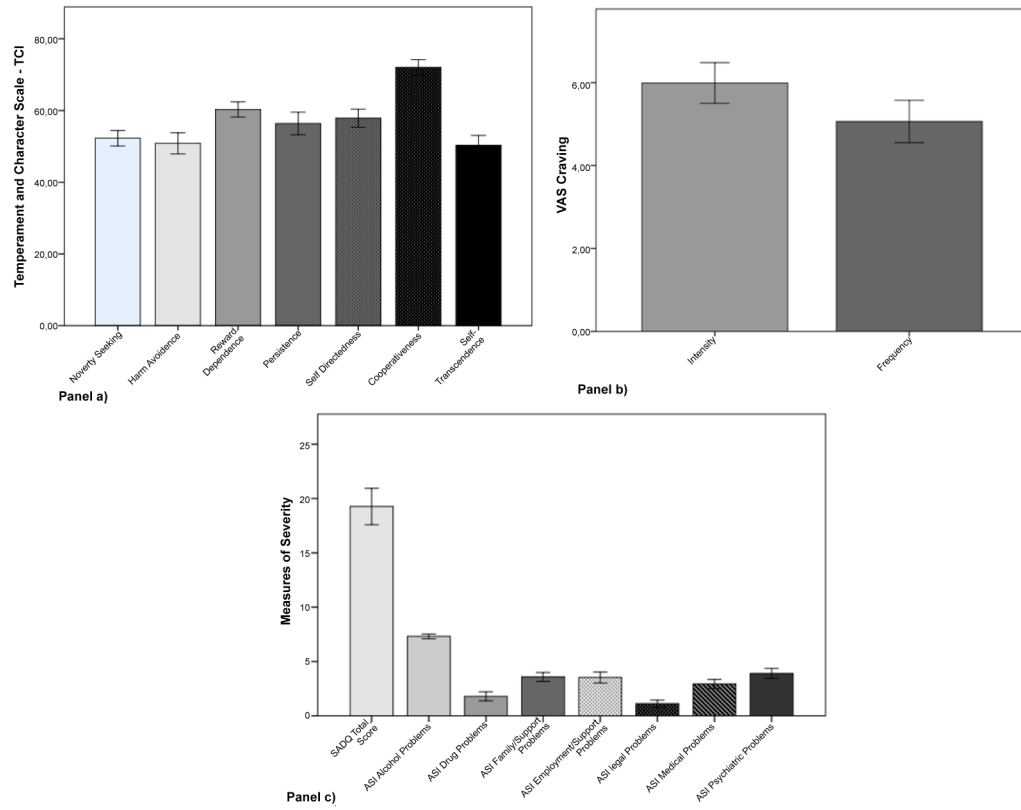 Temperament and Character Scale - TCI
80,00
60,00
40,00
20,00
0,00
Noverty Seeking
Harm Avoidence
Reward
Dependence
Persistence
Self Directedness
Cooperativeness
Self-
Transcendence
Panel a)
VAS Craving
6,00
4,00
2,00
0,00
Intensity
Frequency
Panel b)
Measures of Severity
25
20
15
10
5
0
SADQ Total
Score
ASI Alcohol Problems
ASI Drug Problems
ASI Family/Support
Problems
ASI Employment/Support
Problems
ASI legal Problems
ASI Medical Problems
ASI Psychiatric Problems
Panel c)